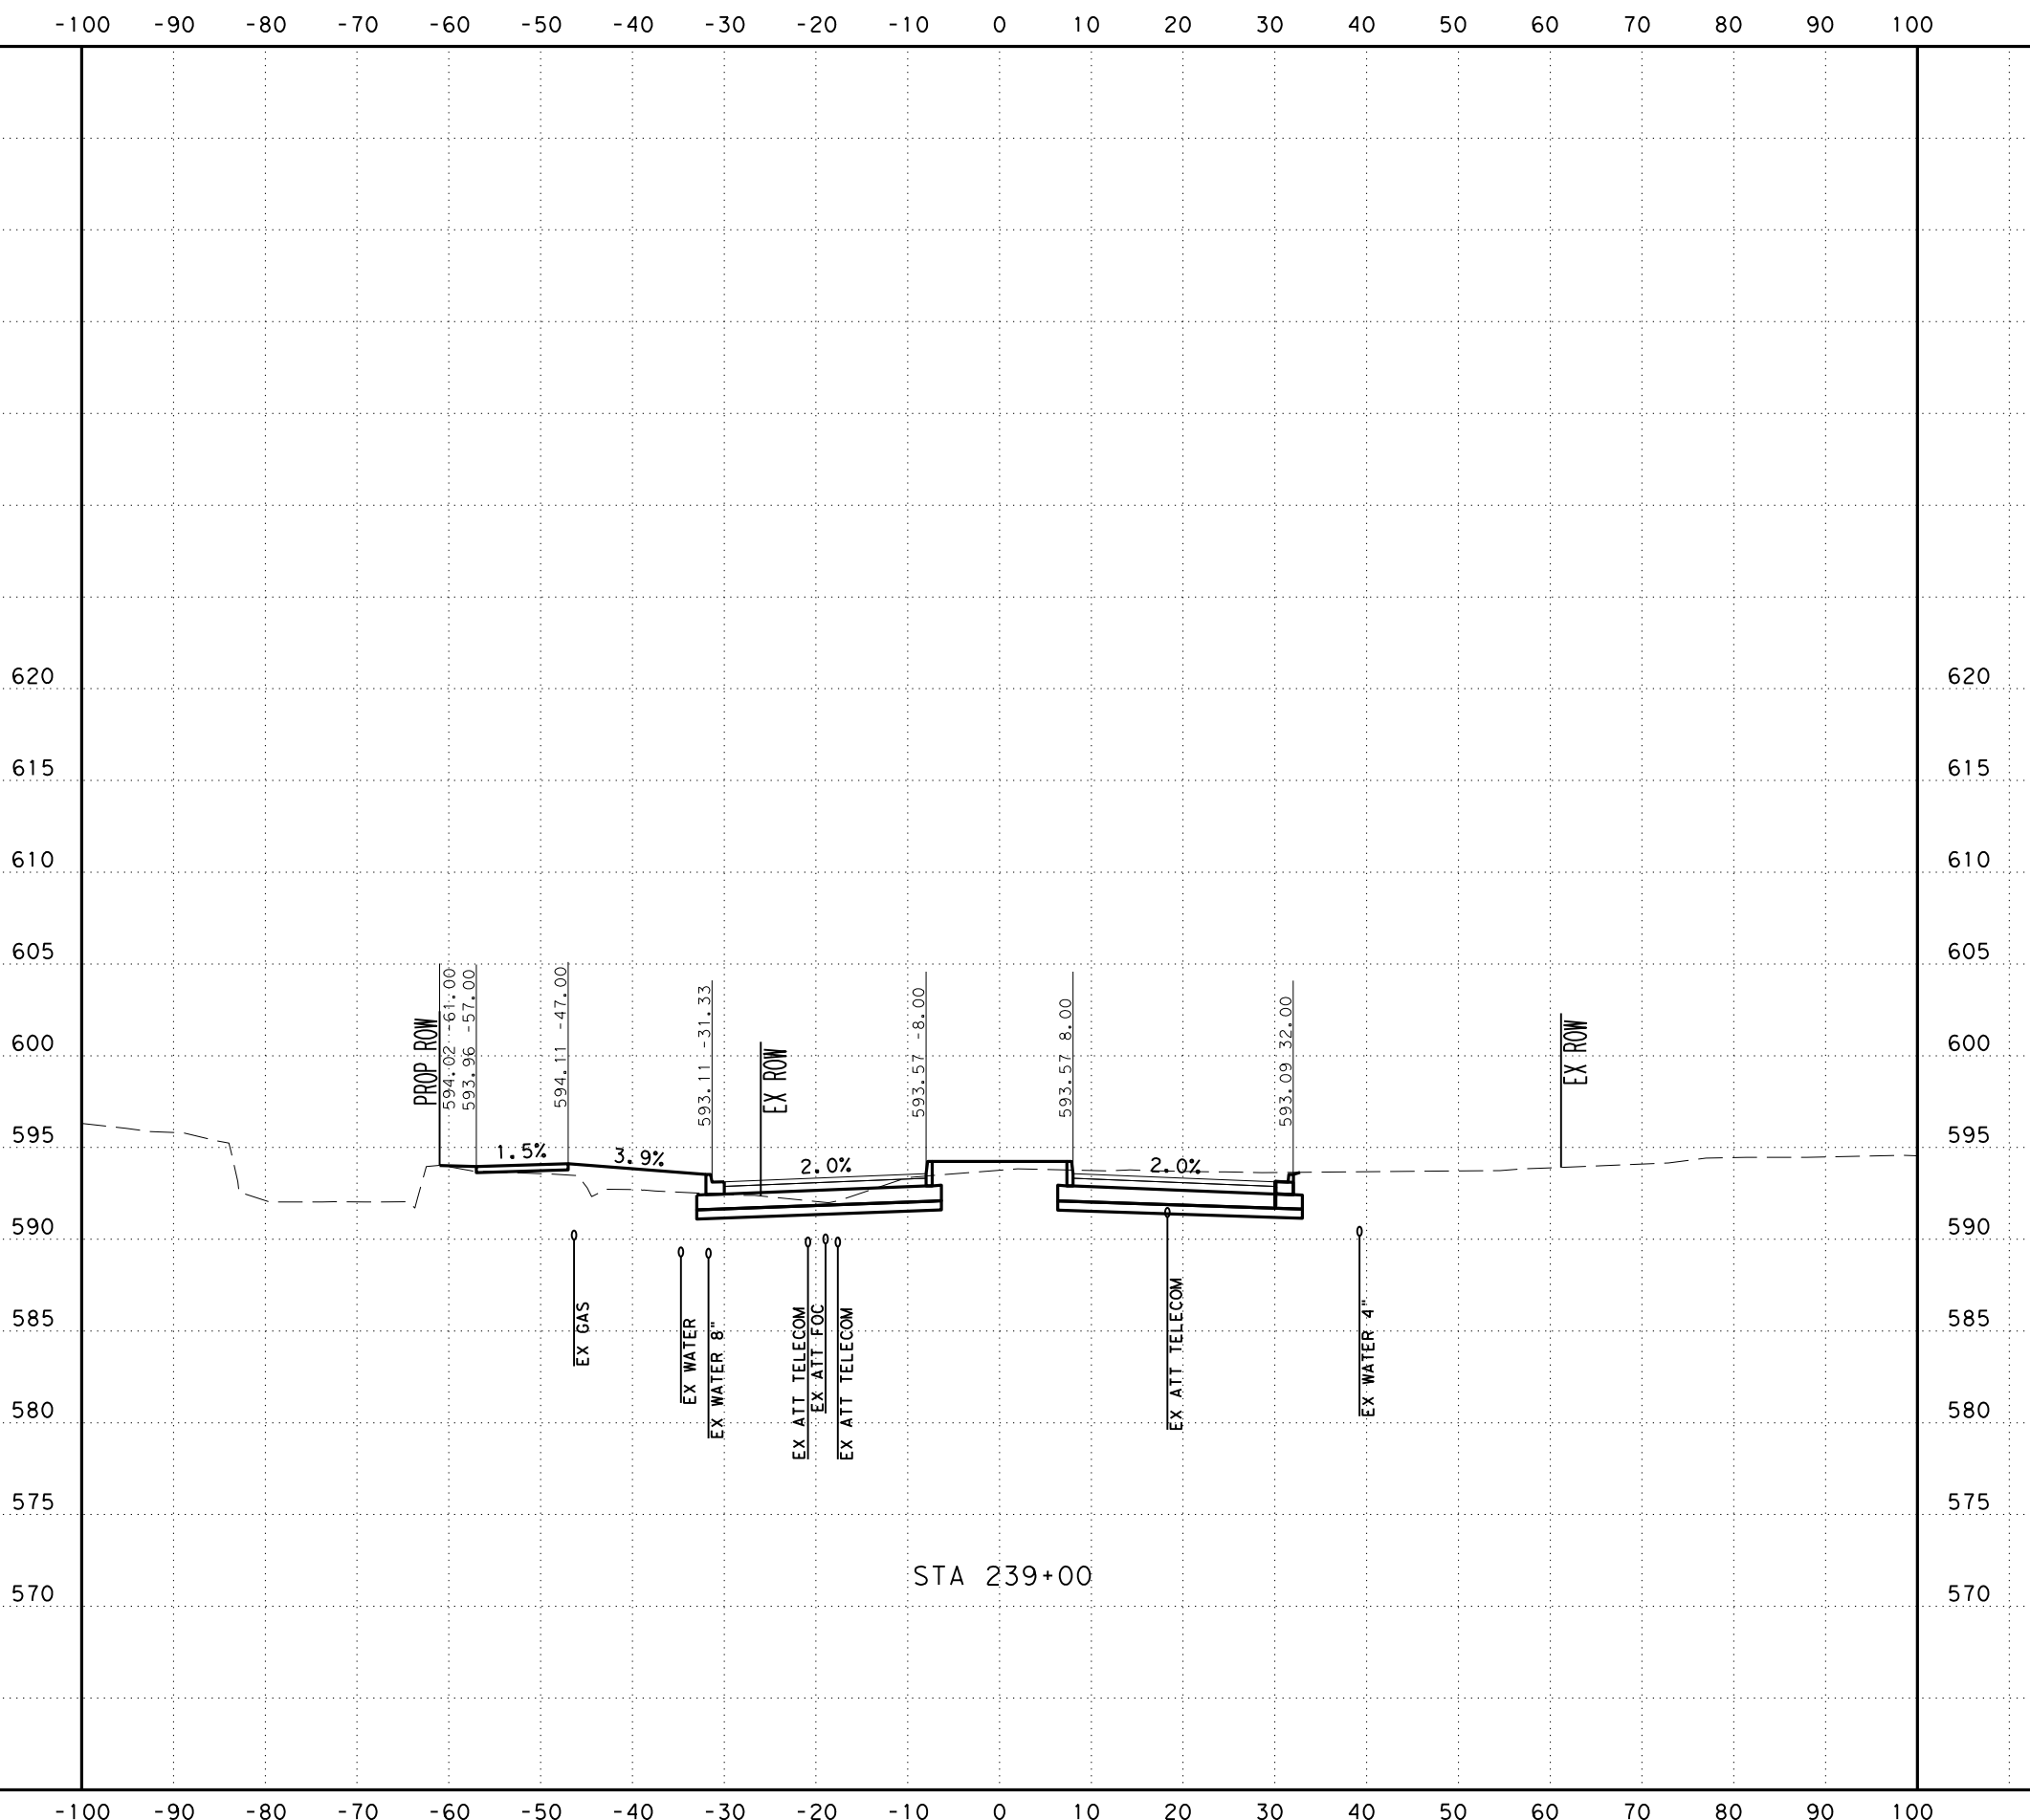 -100 -90 -80 -70 -60 -50 -40 -30 -20 -10 0 10 20 30 40 50 60 70 80 90 100
620 620
615 615
610 610
605 605
600 600
595 595
590 590
585 585
580 580
575 575
570 570
PROP ROW
594.02 -61.00
593.96 -57.00
594.11 -47.00
593.11 -31.33
EX ROW
593.57 -8.00
593.57 8.00
593.09 32.00
EX ROW
1.5%
3.9%
2.0%
2.0%
EX GAS
EX WATER
EX WATER 8"
EX ATT TELECOM
EX ATT FOC
EX ATT TELECOM
EX ATT TELECOM
EX WATER 4"
STA 239+00
-100 -90 -80 -70 -60 -50 -40 -30 -20 -10 0 10 20 30 40 50 60 70 80 90 100